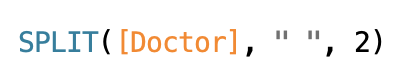 SPLIT([Doctor], " ", 2)